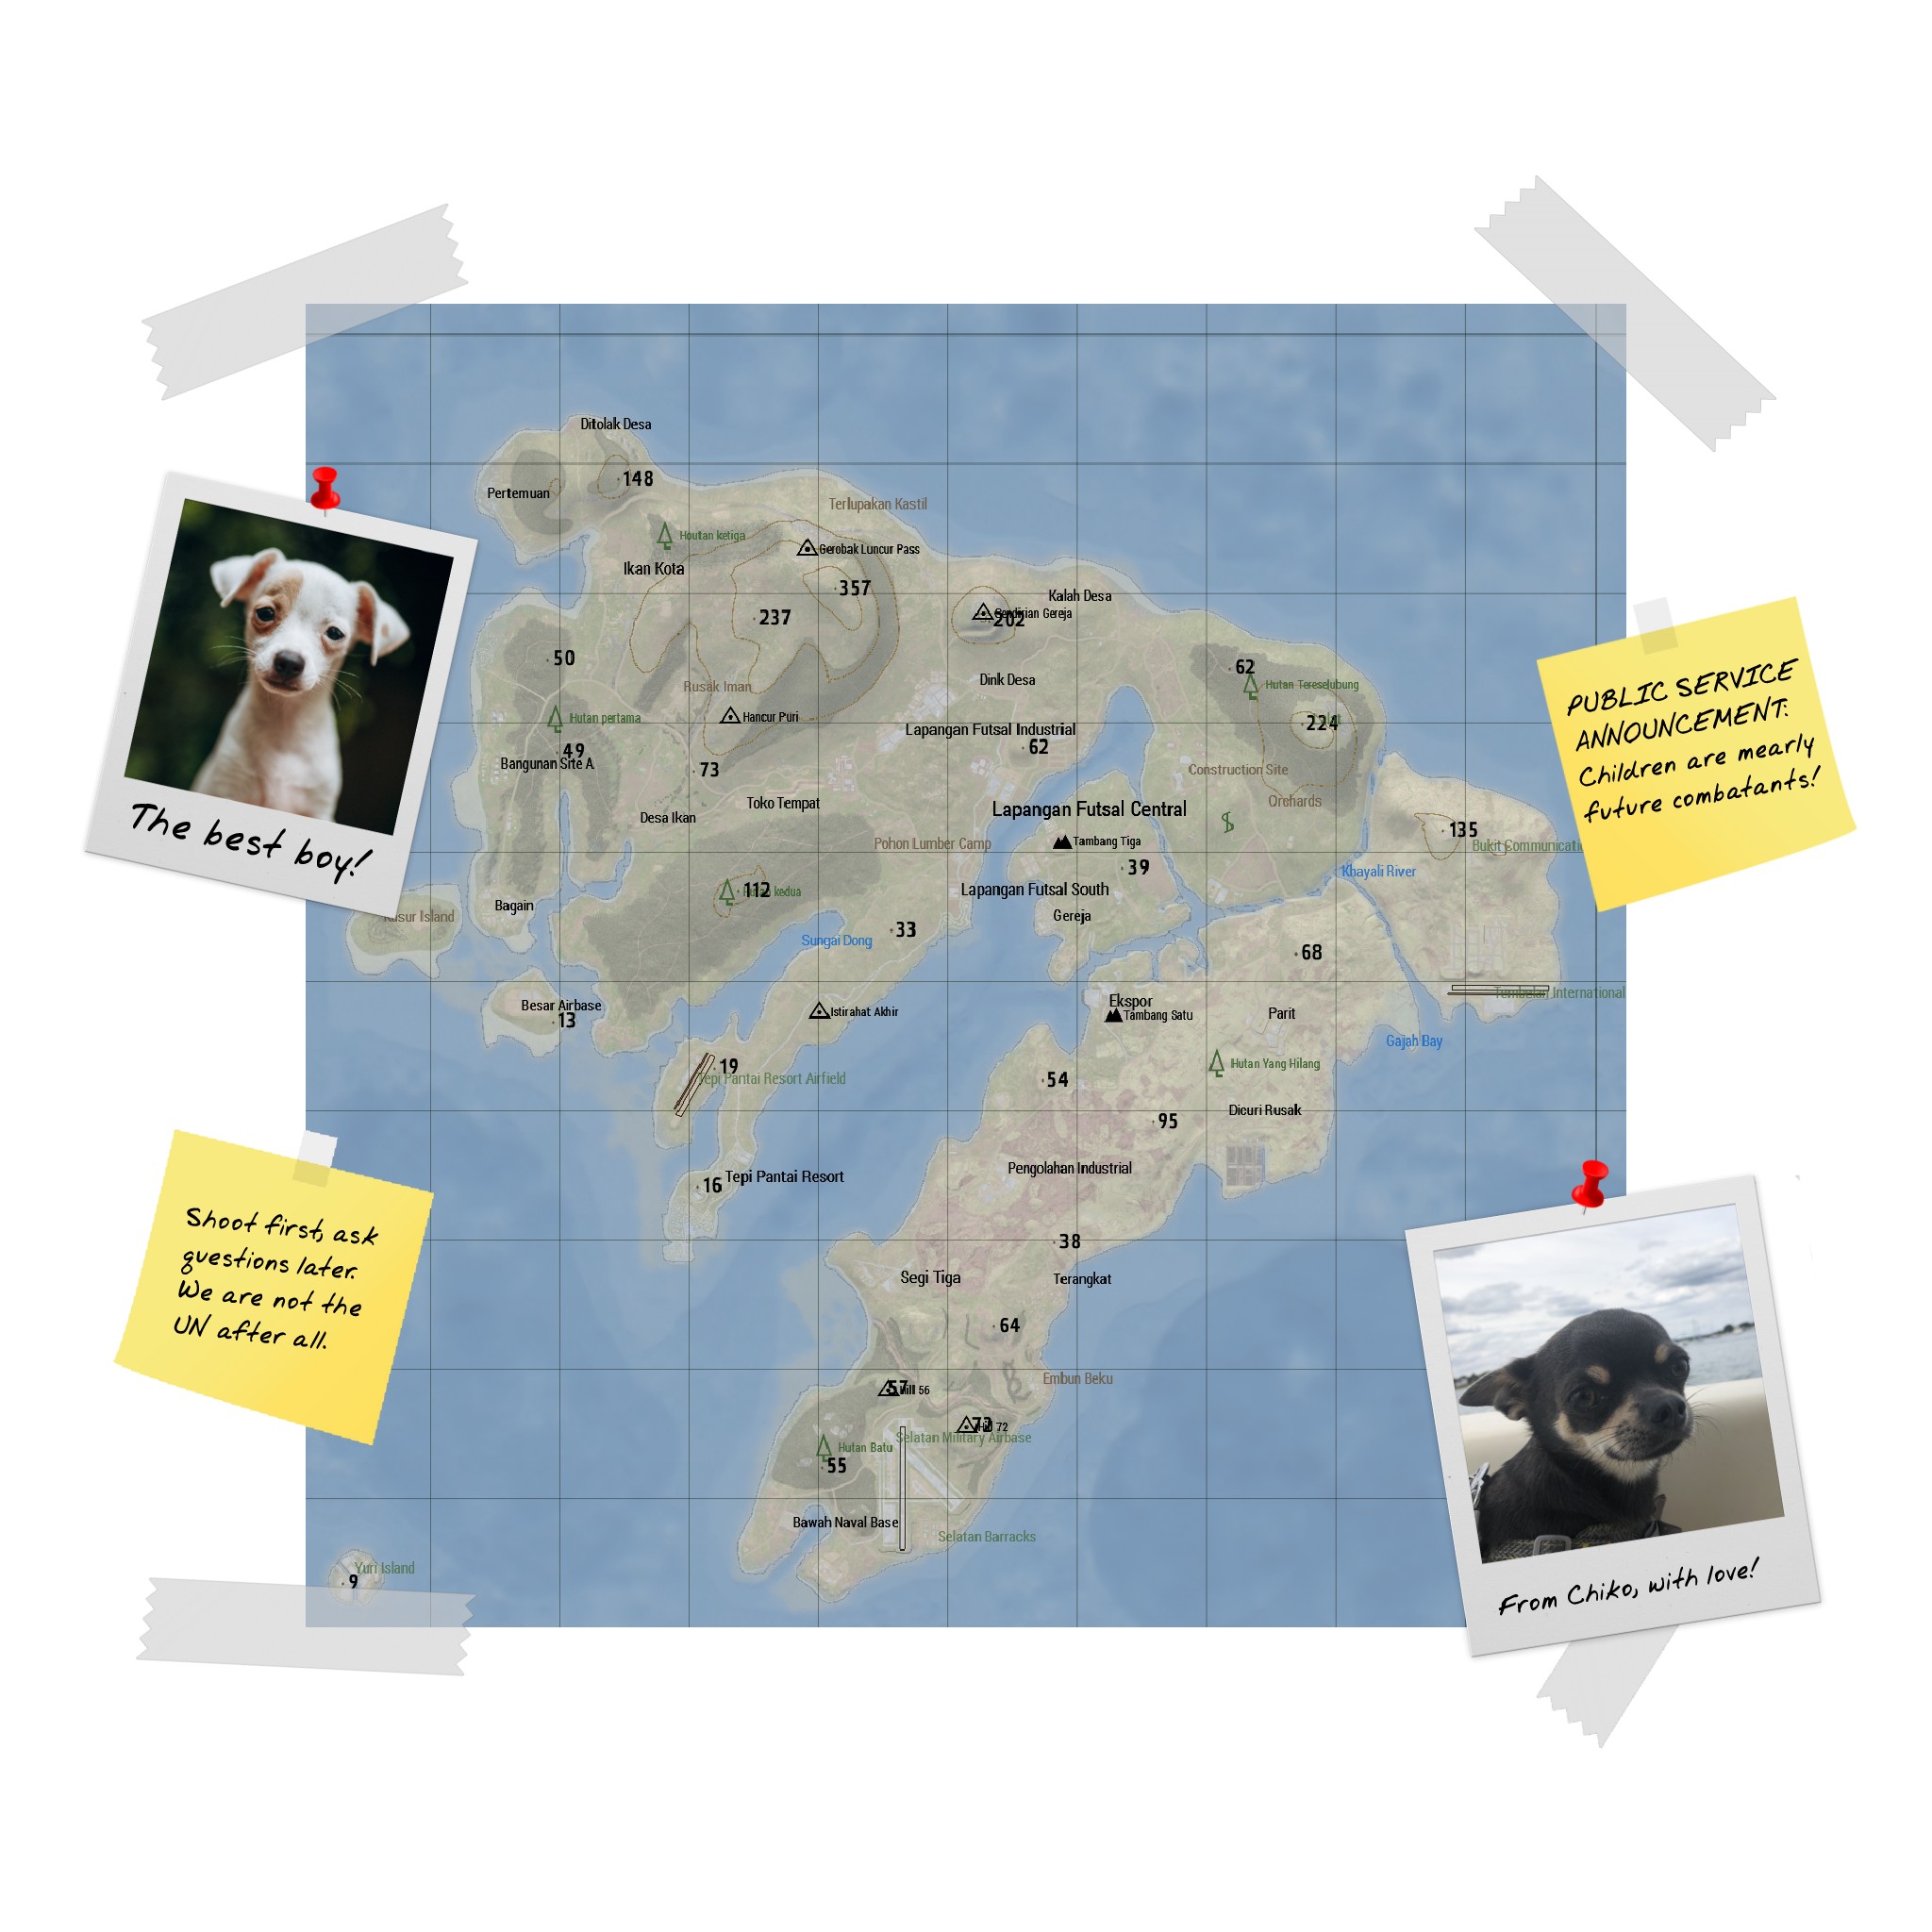 Ditolak Desa
148
Pertemuan
Terlupakan Kastil
Houtan ketiga
Gerobak Luncur Pass
Ikan Kota
357
237
Kalah Desa
202
50
62
Dink Desa
Hutan Tereselubung
Rusak Iman
Hancur Puri
Hutan pertama
224
Lapangan Futsal Industrial
62
49
Bangunan Site A
73
Construction Site
Orchards
Toko Tempat
Desa Ikan
Lapangan Futsal Central
135
Pohon Lumber Camp
Tambang Tiga
Bukit
39
Khayali River
112
kedua
Lapangan Futsal South
Bagain
Gereja
Island
33
Sungai Dong
68
Besar Airbase
13
International
Ekspor
Tambang Satu
Istirahat Akhir
Parit
Gajah Bay
19
Tepi Pantai Resort Airfield
54
Hutan Yang Hilang
95
Dicuri Rusak
Pengolahan Industrial
16
Tepi Pantai Resort
38
Segi Tiga
Terangkat
64
57
Hill 56
Embun Beku
72
Selatan Military Airbase
Hutan Batu
55
Bawah Naval Base
Selatan Barracks
Yuri Island
9
The best boy!
PUBLIC SERVICE
ANNOUNCEMENT:
Children are mearly
future combatants!
Shoot first, ask
questions later.
We are not the
UN after all.
From Chiko, with love!